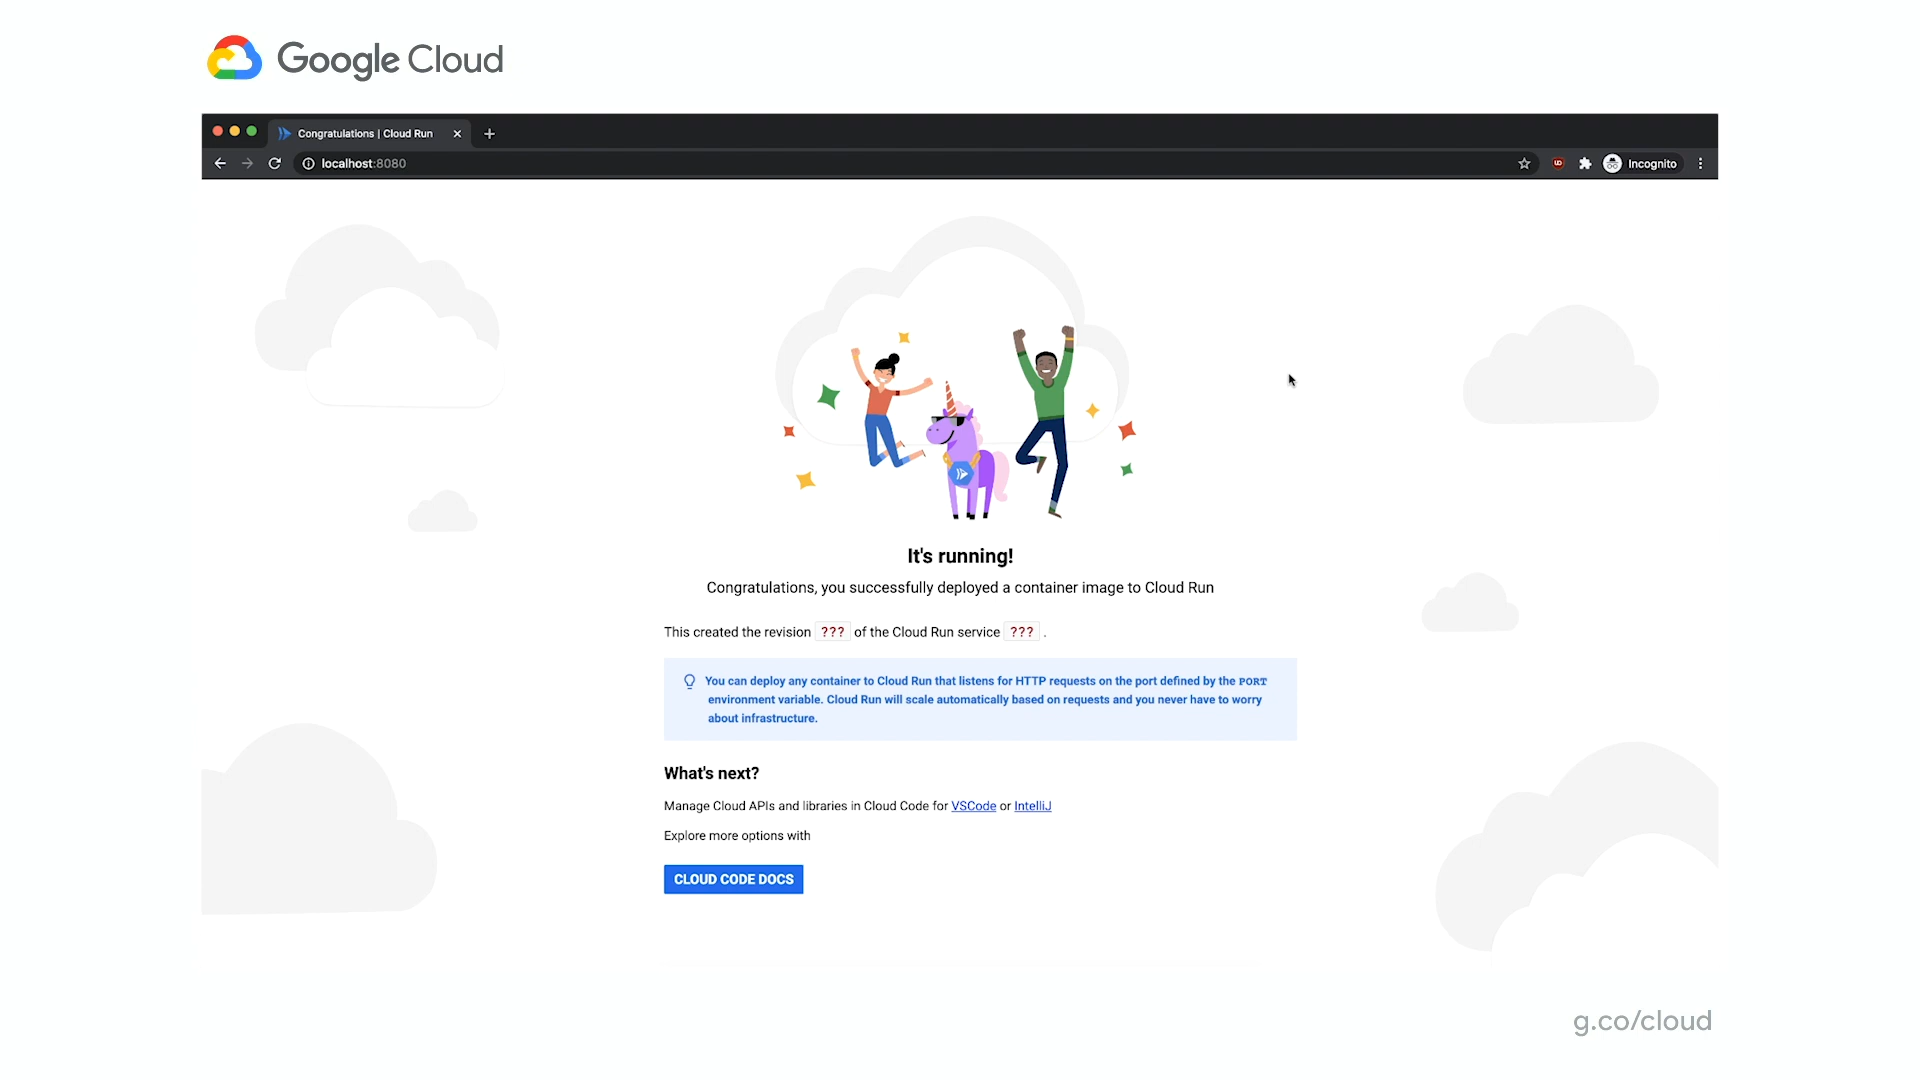 Google Cloud
Congratulations | Cloud Run
localhost:8080
Incognito
It's running!
Congratulations, you successfully deployed a container image to Cloud Run
This created the revision ??? of the Cloud Run service ??? .
You can deploy any container to Cloud Run that listens for HTTP requests on the port defined by the PORT
environment variable. Cloud Run will scale automatically based on requests and you never have to worry
about infrastructure.
What's next?
Manage Cloud APIs and libraries in Cloud Code for VSCode or IntelliJ
Explore more options with
CLOUD CODE DOCS
g.co/cloud